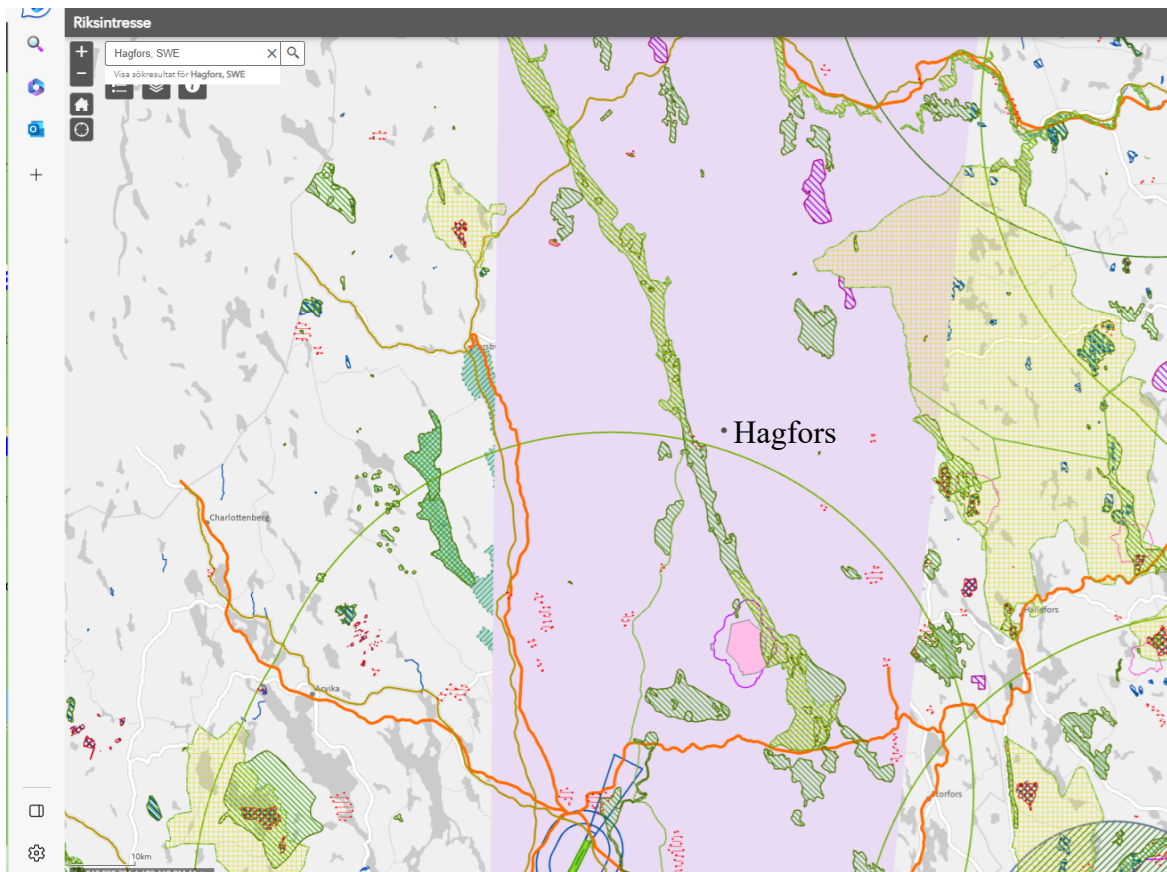 Riksintresse
+
Hagfors, SWE
Visa sökresultat för Hagfors, SWE
−
Hagfors
Charlottenberg
Arvika
Hällefors
Storfors
10km